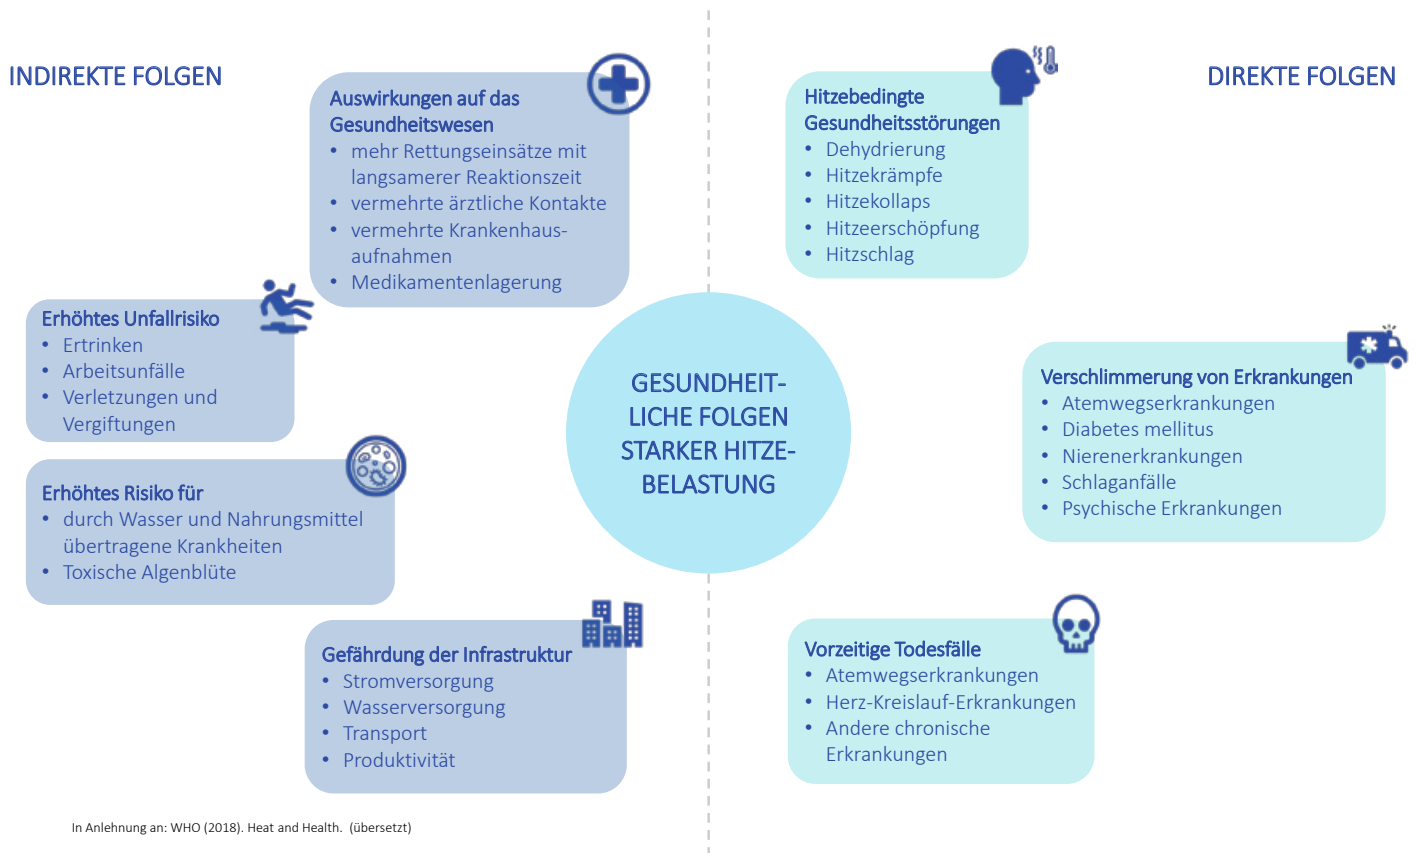 INDIREKTE FOLGEN
Auswirkungen auf das
Gesundheitswesen
• mehr Rettungseinsätze mit
langsamerer Reaktionszeit
• vermehrte ärztliche Kontakte
• vermehrte Krankenhaus-
aufnahmen
• Medikamentenlagerung
Erhöhtes Unfallrisiko
• Ertrinken
• Arbeitsunfälle
• Verletzungen und
Vergiftungen
Erhöhtes Risiko für
• durch Wasser und Nahrungsmittel
übertragene Krankheiten
• Toxische Algenblüte
Gefährdung der Infrastruktur
• Stromversorgung
• Wasserversorgung
• Transport
• Produktivität
GESUNDHEIT-
LICHE FOLGEN
STARKER HITZE-
BELASTUNG
DIREKTE FOLGEN
Hitzebedingte
Gesundheitsstörungen
• Dehydrierung
• Hitzekrämpfe
• Hitzekollaps
• Hitzeerschöpfung
• Hitzschlag
Verschlimmerung von Erkrankungen
• Atemwegserkrankungen
• Diabetes mellitus
• Nierenerkrankungen
• Schlaganfälle
• Psychische Erkrankungen
Vorzeitige Todesfälle
• Atemwegserkrankungen
• Herz-Kreislauf-Erkrankungen
• Andere chronische
Erkrankungen
In Anlehnung an: WHO (2018). Heat and Health. (übersetzt)